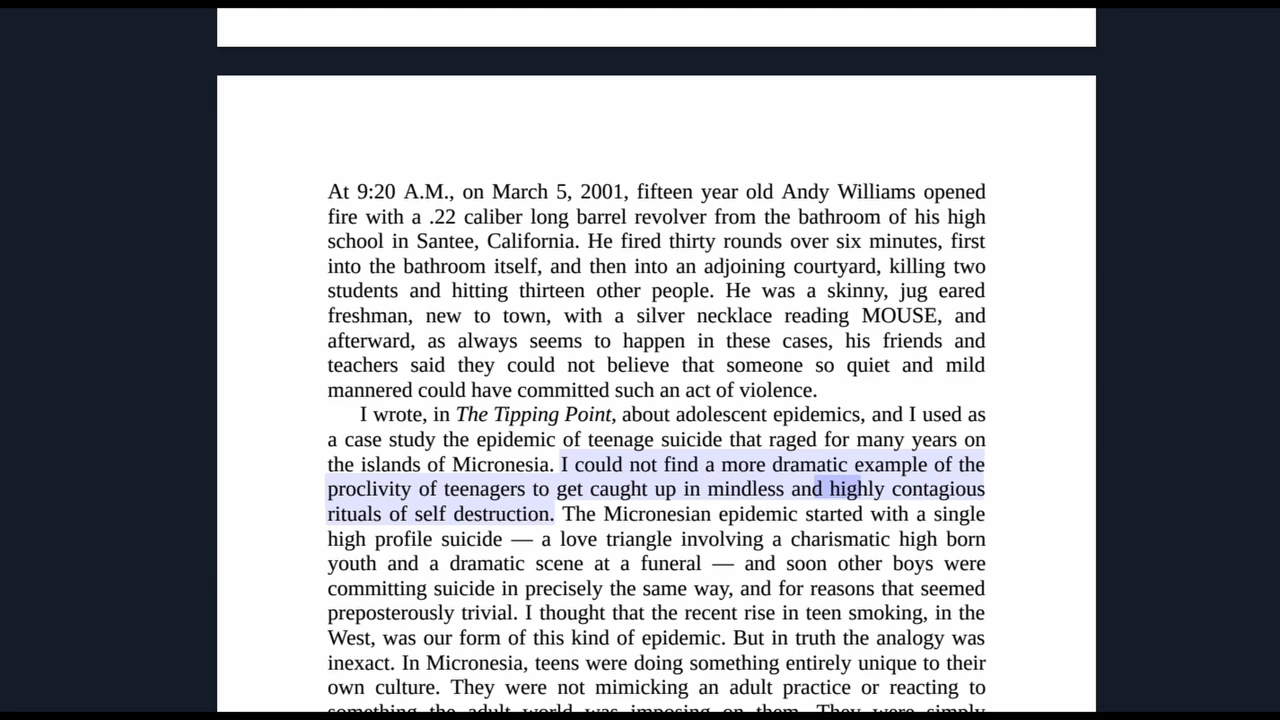 At 9:20 A.M., on March 5, 2001, fifteen year old Andy Williams opened
fire with a .22 caliber long barrel revolver from the bathroom of his high
school in Santee, California. He fired thirty rounds over six minutes, first
into the bathroom itself, and then into an adjoining courtyard, killing two
students and hitting thirteen other people. He was a skinny, jug eared
freshman, new to town, with a silver necklace reading MOUSE, and
afterward, as always seems to happen in these cases, his friends and
teachers said they could not believe that someone so quiet and mild
mannered could have committed such an act of violence.
I wrote, in The Tipping Point, about adolescent epidemics, and I used as
a case study the epidemic of teenage suicide that raged for many years on
the islands of Micronesia. I could not find a more dramatic example of the
proclivity of teenagers to get caught up in mindless and highly contagious
rituals of self destruction. The Micronesian epidemic started with a single
high profile suicide — a love triangle involving a charismatic high born
youth and a dramatic scene at a funeral — and soon other boys were
committing suicide in precisely the same way, and for reasons that seemed
preposterously trivial. I thought that the recent rise in teen smoking, in the
West, was our form of this kind of epidemic. But in truth the analogy was
inexact. In Micronesia, teens were doing something entirely unique to their
own culture. They were not mimicking an adult practice or reacting to
something the adult world was imposing on them. They were simply